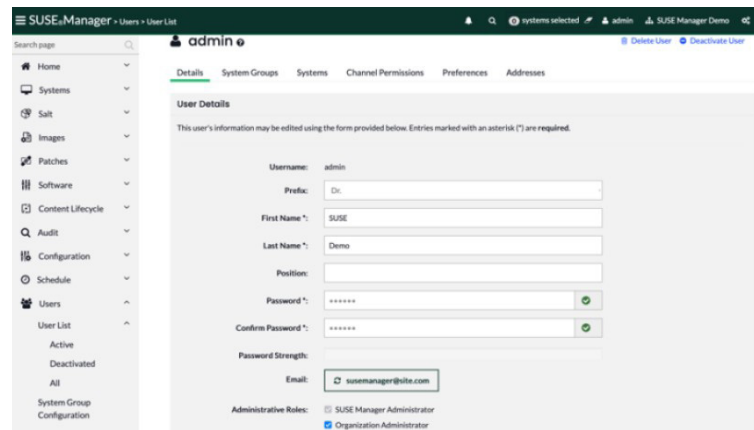 SUSE Manager > Users > User List
0 systems selected
admin
SUSE Manager Demo
Search page
admin
Delete User
Deactivate User
Home
Systems
Salt
Images
Patches
Software
Content Lifecycle
Audit
Configuration
Schedule
Users
User List
Active
Deactivated
All
System Group
Configuration
Details System Groups Systems Channel Permissions Preferences Addresses
User Details
This user's information may be edited using the form provided below. Entries marked with an asterisk (*) are required.
Username: admin
Prefix: Dr.
First Name *: SUSE
Last Name *: Demo
Position:
Password *: ******
Confirm Password *: ******
Password Strength:
Email: susemanager@site.com
Administrative Roles: SUSE Manager Administrator
Organization Administrator